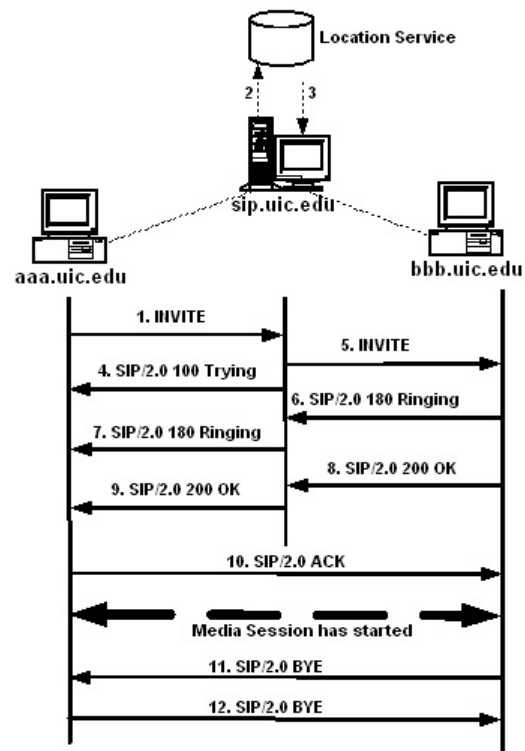 Location Service
2
3
sip.uic.edu
aaa.uic.edu
bbb.uic.edu
1. INVITE
5. INVITE
4. SIP/2.0 100 Trying
6. SIP/2.0 180 Ringing
7. SIP/2.0 180 Ringing
8. SIP/2.0 200 OK
9. SIP/2.0 200 OK
10. SIP/2.0 ACK
Media Session has started
11. SIP/2.0 BYE
12. SIP/2.0 BYE